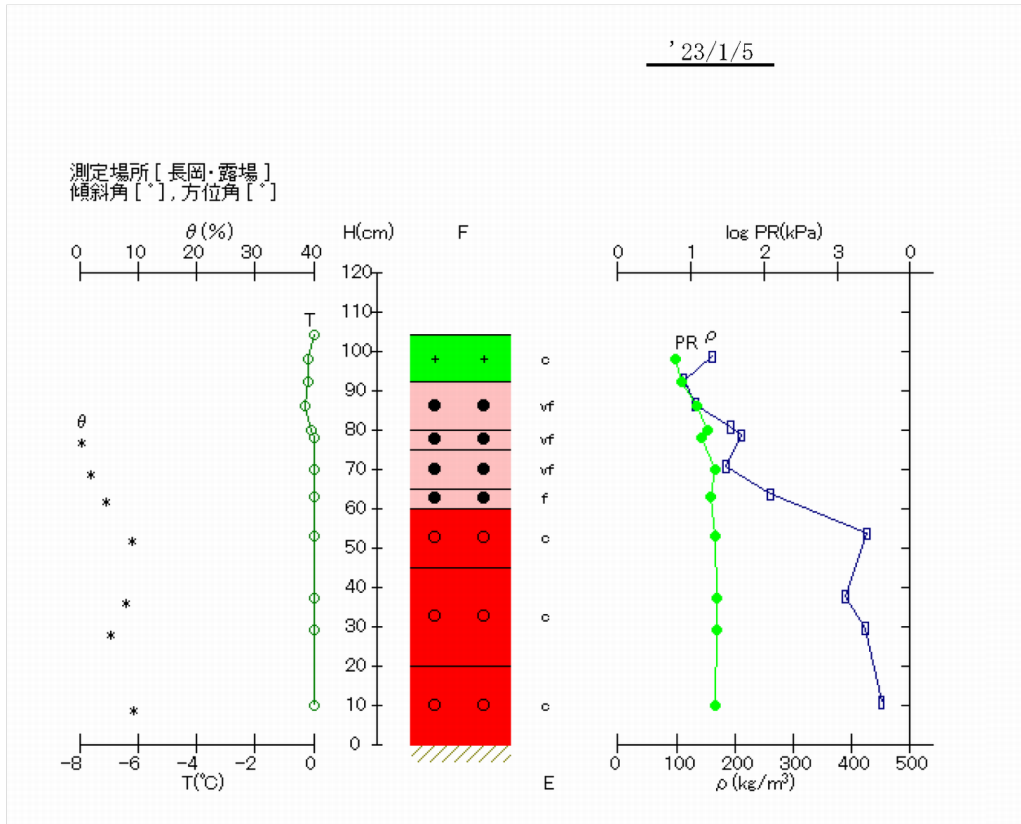 '23/1/5
測定場所[ 長岡・露場 ]
傾斜角[ ゜], 方位角[ ゜]
θ(%) H(cm) F log PR(kPa)
0 10 20 30 40 0 1 2 3 0
120
110
T
PR ρ
100
+ + c
90
vf
θ
80
vf
70
vf
f
60
c
50
40
c
30
20
10
c
0
-8 -6 -4 -2 0 0 100 200 300 400 500
T(℃) E ρ(kg/m³)